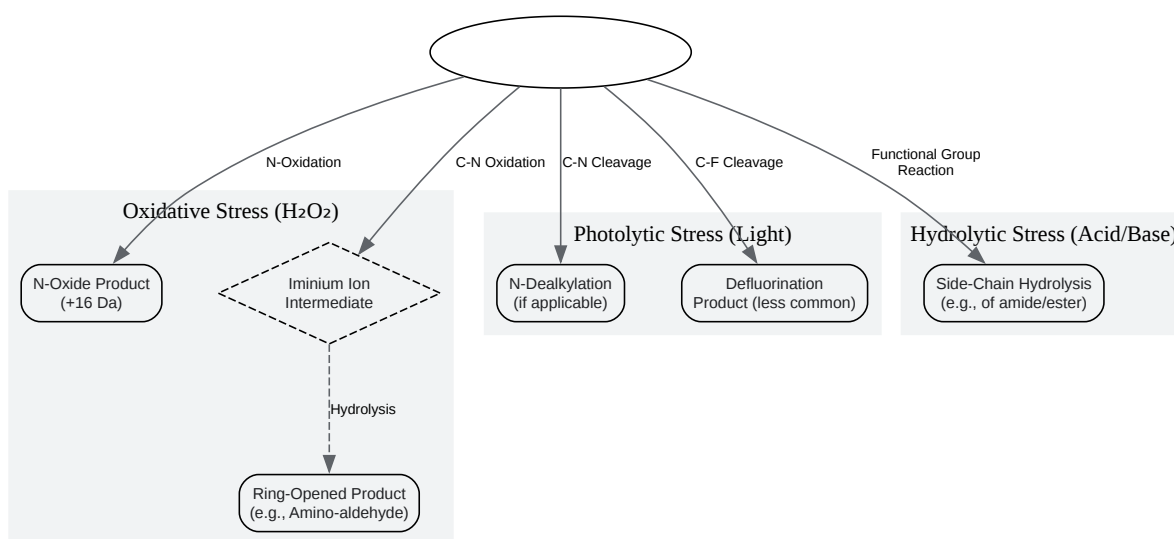 N-Oxidation
C-N Oxidation
C-N Cleavage
C-F Cleavage
Functional Group
Reaction
Oxidative Stress (H₂O₂)
Photolytic Stress (Light)
Hydrolytic Stress (Acid/Base)
N-Oxide Product
(+16 Da)
Iminium Ion
Intermediate
N-Dealkylation
(if applicable)
Defluorination
Product (less common)
Side-Chain Hydrolysis
(e.g., of amide/ester)
Hydrolysis
Ring-Opened Product
(e.g., Amino-aldehyde)